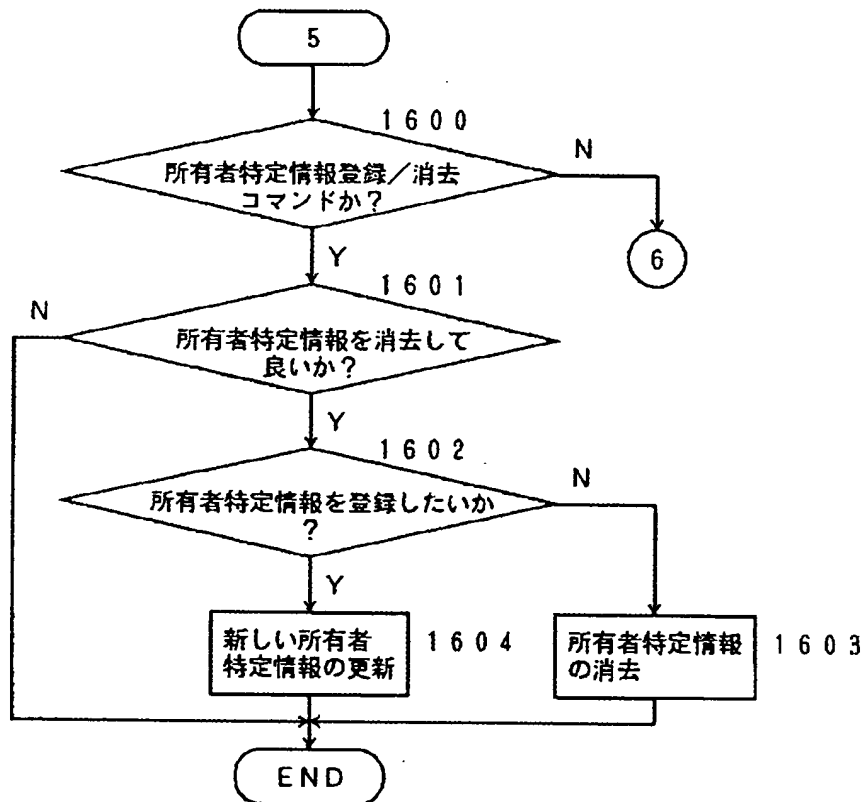 5
1600
所有者特定情報登録/消去
コマンドか?
N
6
Y
1601
N
所有者特定情報を消去して
良いか?
Y
1602
所有者特定情報を登録したいか
?
N
Y
新しい所有者
特定情報の更新
1604
所有者特定情報
の消去
1603
END